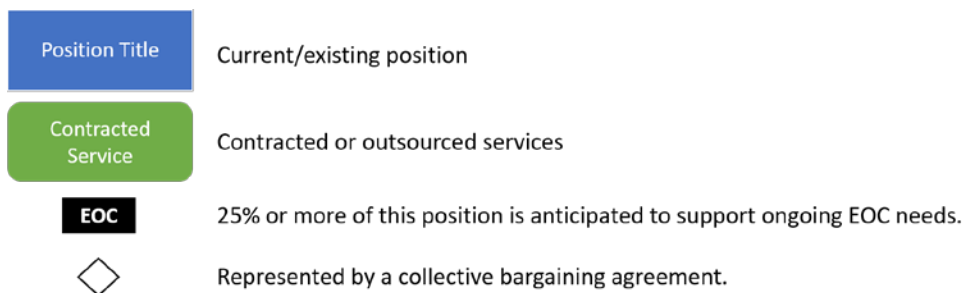 Position Title
Current/existing position
Contracted
Service
Contracted or outsourced services
EOC
25% or more of this position is anticipated to support ongoing EOC needs.
Represented by a collective bargaining agreement.